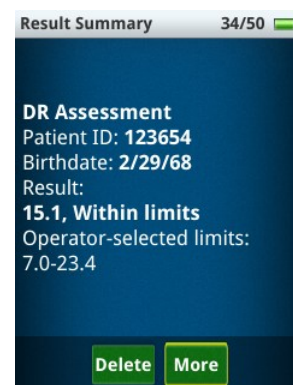 Result Summary 34/50
DR Assessment
Patient ID: 123654
Birthdate: 2/29/68
Result:
15.1, Within limits
Operator-selected limits:
7.0-23.4
Delete More